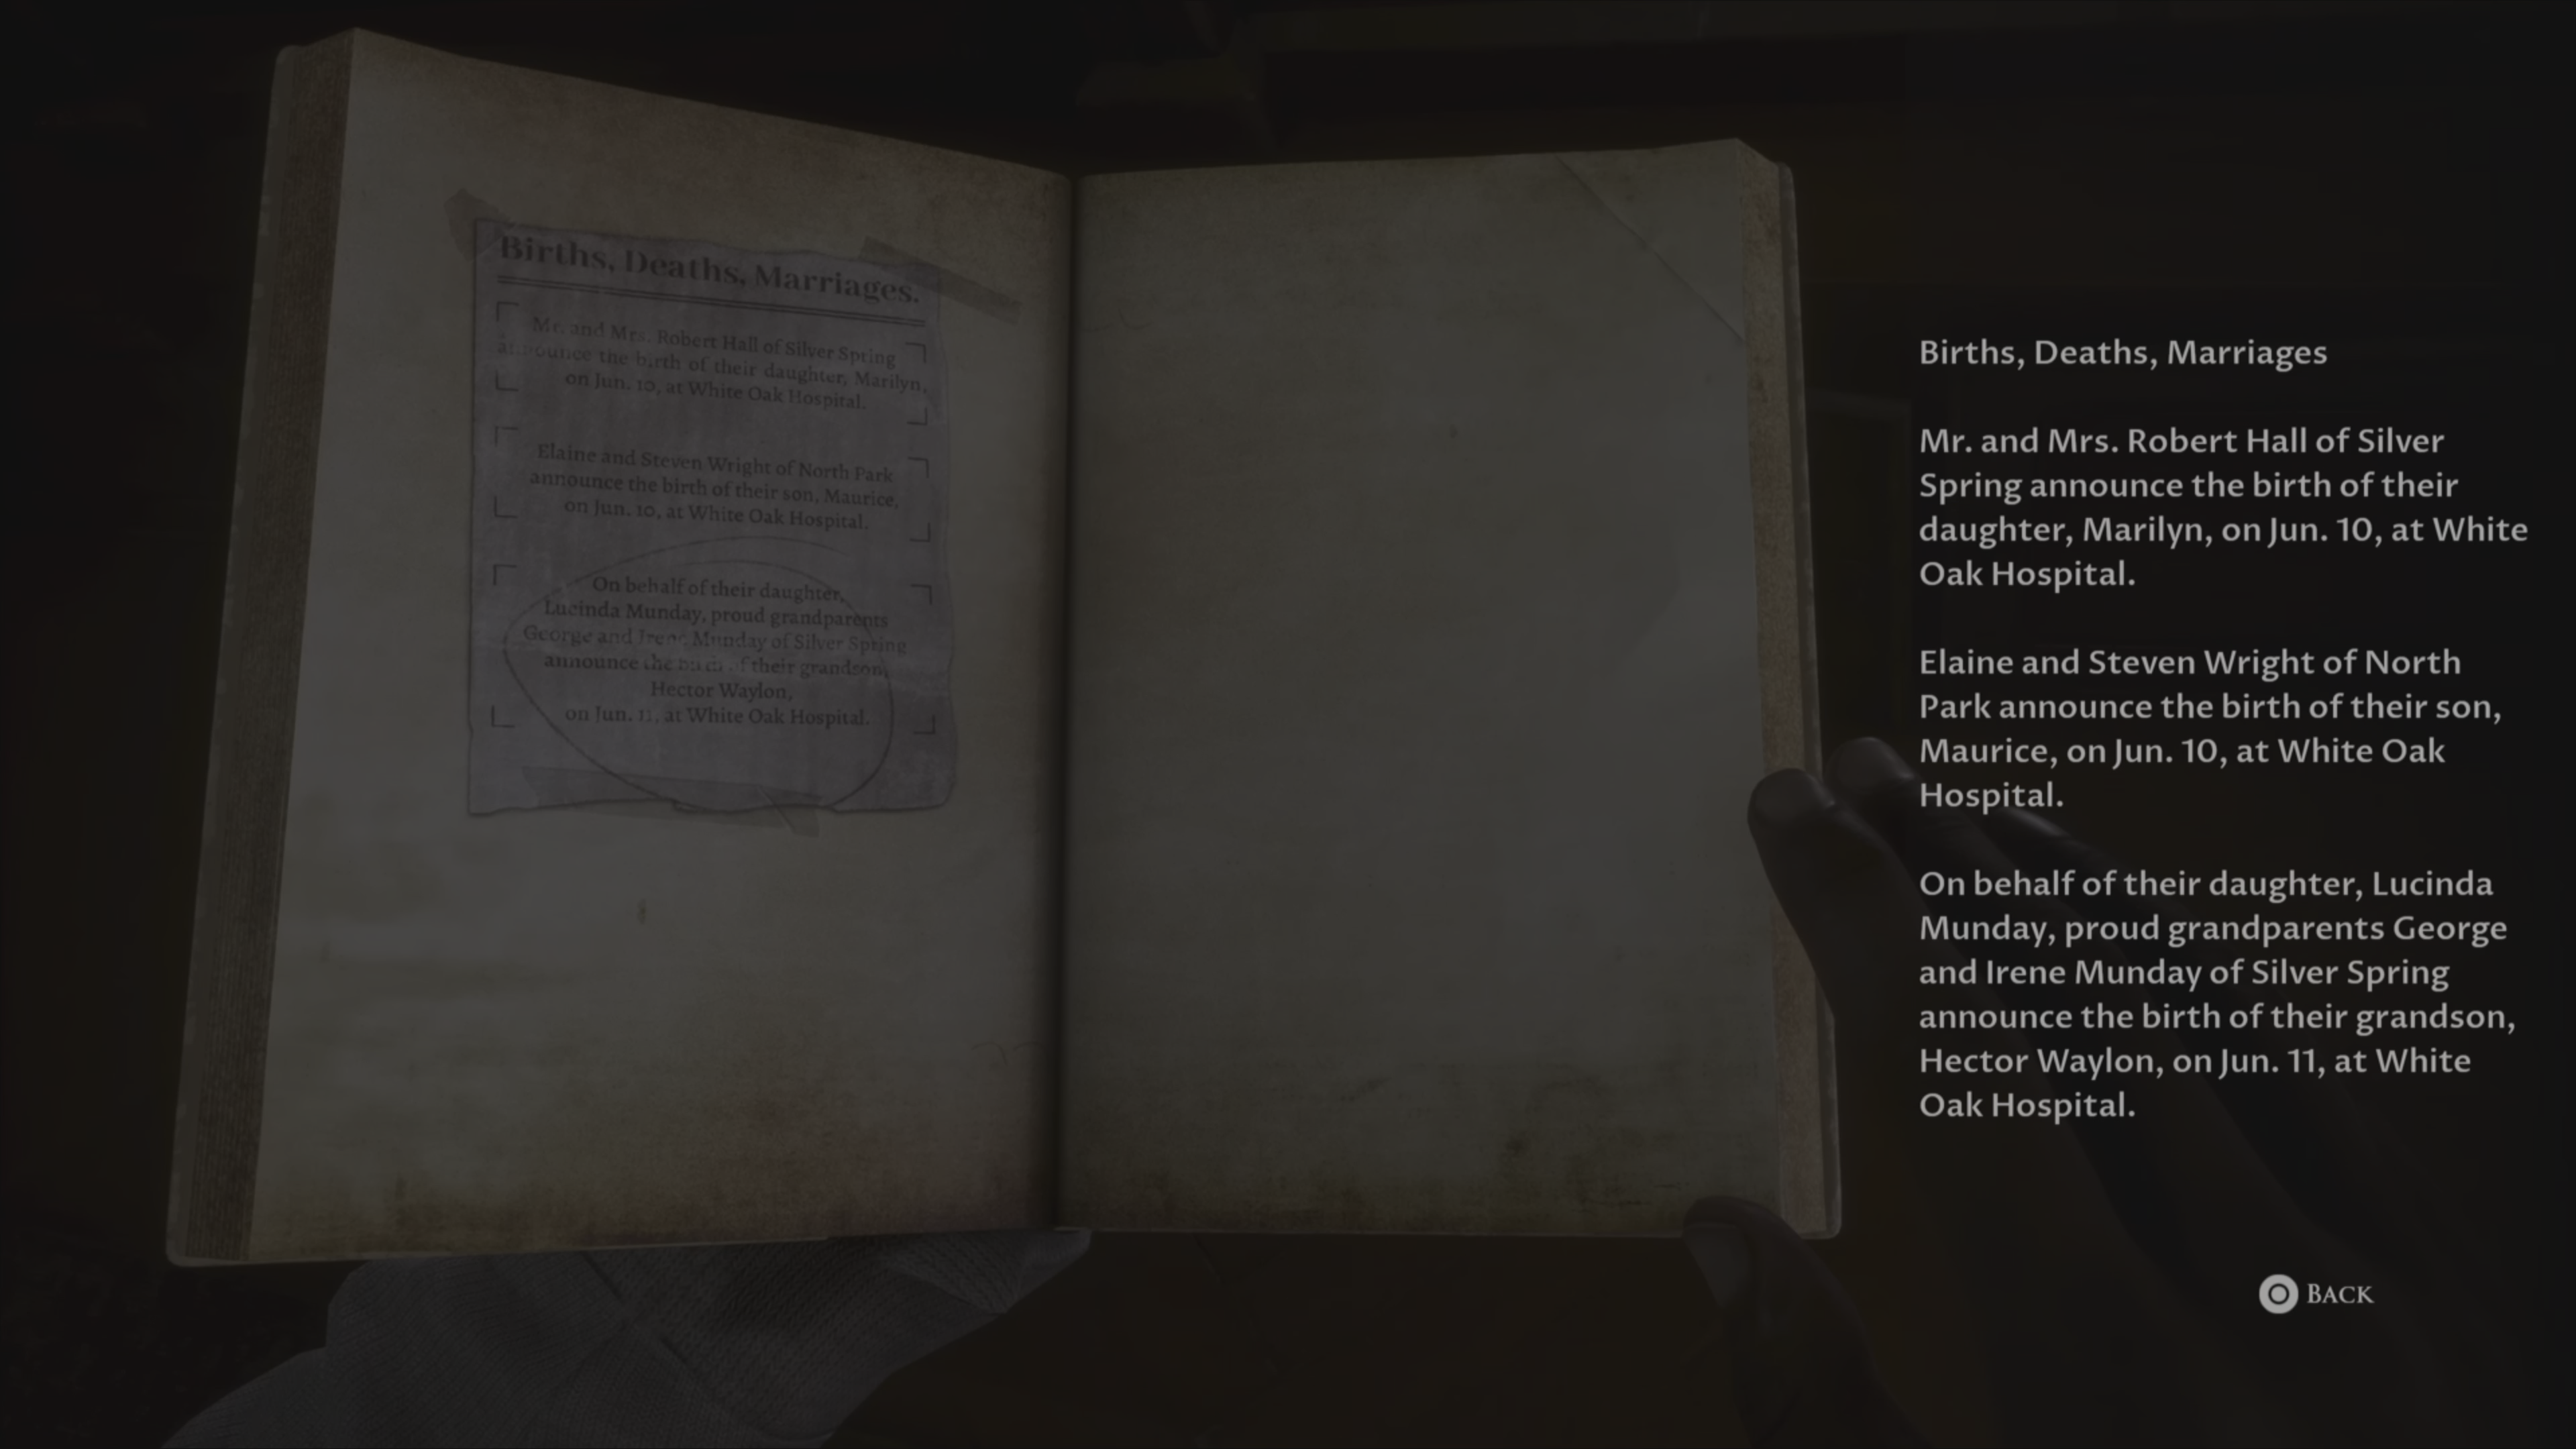 Births, Deaths, Marriages.
Mr. and Mrs. Robert Hall of Silver Spring
announce the birth of their daughter, Marilyn,
on Jun. 10, at White Oak Hospital.
Elaine and Steven Wright of North Park
announce the birth of their son, Maurice,
on Jun. 10, at White Oak Hospital.
On behalf of their daughter,
Lucinda Munday, proud grandparents
George and Irene Munday of Silver Spring
announce the birth of their grandson,
Hector Waylon,
on Jun. 11, at White Oak Hospital.
Births, Deaths, Marriages
Mr. and Mrs. Robert Hall of Silver
Spring announce the birth of their
daughter, Marilyn, on Jun. 10, at White
Oak Hospital.
Elaine and Steven Wright of North
Park announce the birth of their son,
Maurice, on Jun. 10, at White Oak
Hospital.
On behalf of their daughter, Lucinda
Munday, proud grandparents George
and Irene Munday of Silver Spring
announce the birth of their grandson,
Hector Waylon, on Jun. 11, at White
Oak Hospital.
BACK